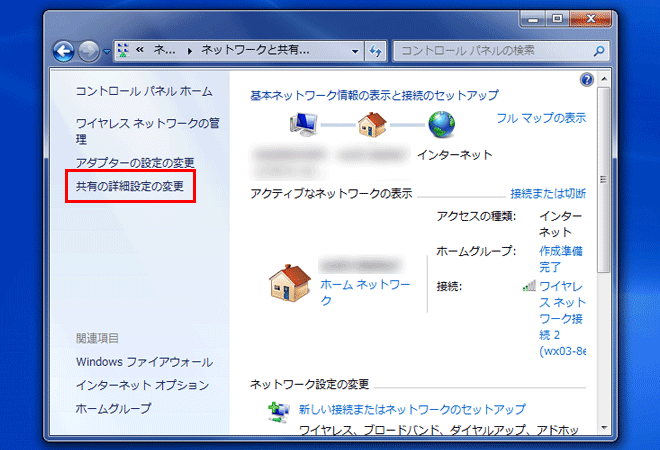 « ネ... ▸ ネットワークと共有...
コントロール パネルの検索
コントロール パネル ホーム
ワイヤレス ネットワークの管
理
アダプターの設定の変更
共有の詳細設定の変更
関連項目
Windows ファイアウォール
インターネット オプション
ホームグループ
基本ネットワーク情報の表示と接続のセットアップ
フル マップの表示
インターネット
アクティブなネットワークの表示
接続または切断
ホーム ネットワー
ク
アクセスの種類:
インター
ネット
ホームグループ:
作成準備
完了
接続:
ワイヤレ
ス ネット
ワーク接
続 2
(wx03-8e
ネットワーク設定の変更
新しい接続またはネットワークのセットアップ
ワイヤレス、ブロードバンド、ダイヤルアップ、アドホッ